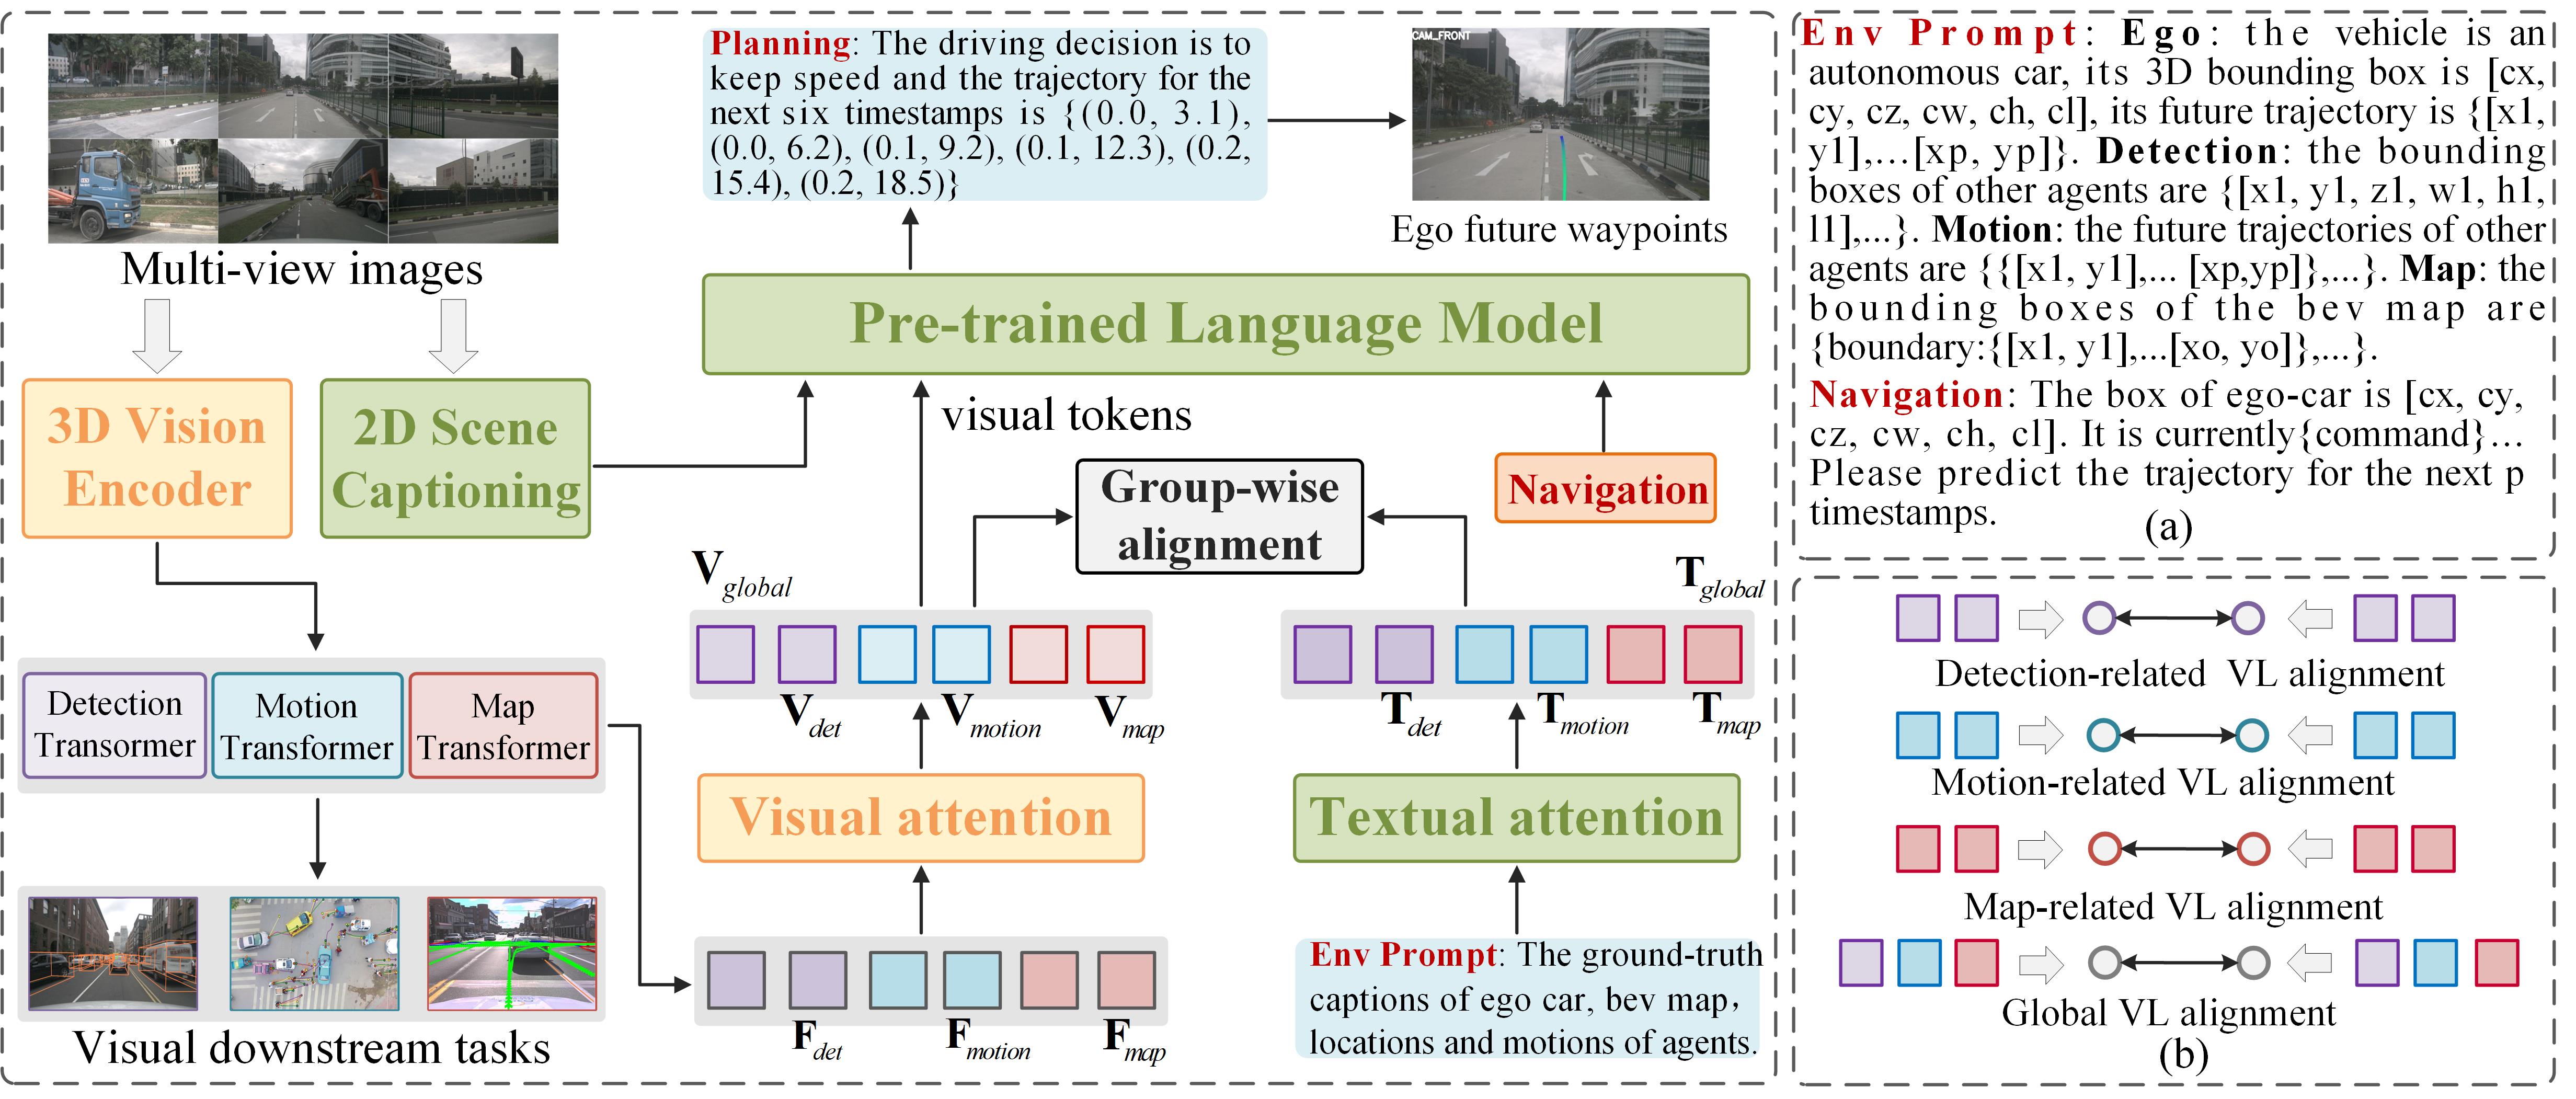 Multi-view images
3D Vision
Encoder
2D Scene
Captioning
Detection
Transormer
Motion
Transformer
Map
Transformer
Visual downstream tasks
Planning: The driving decision is to
keep speed and the trajectory for the
next six timestamps is {(0.0, 3.1),
(0.0, 6.2), (0.1, 9.2), (0.1, 12.3), (0.2,
15.4), (0.2, 18.5)}
CAM_FRONT
Ego future waypoints
Pre-trained Language Model
visual tokens
Group-wise
alignment
Navigation
V global
T global
V det
V motion
V map
T det
T motion
T map
Visual attention
Textual attention
F det
F motion
F map
Env Prompt: The ground-truth
captions of ego car, bev map,
locations and motions of agents.
Env Prompt: Ego: the vehicle is an
autonomous car, its 3D bounding box is [cx,
cy, cz, cw, ch, cl], its future trajectory is {[x1,
y1],…[xp, yp]}. Detection: the bounding
boxes of other agents are {[x1, y1, z1, w1, h1,
l1],...}. Motion: the future trajectories of other
agents are {{[x1, y1],... [xp,yp]},...}. Map: the
bounding boxes of the bev map are
{boundary:{[x1, y1],...[xo, yo]},...}.
Navigation: The box of ego-car is [cx, cy,
cz, cw, ch, cl]. It is currently{command}…
Please predict the trajectory for the next p
timestamps.
(a)
Detection-related VL alignment
Motion-related VL alignment
Map-related VL alignment
Global VL alignment
(b)